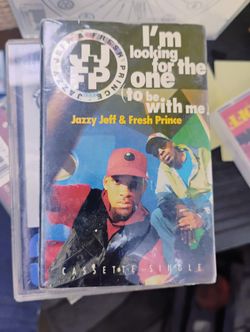 JAZZY JEFF & FRESH PRINCE
JJ
FP
I'm
looking
for the
one
(to be
with me)
Jazzy Jeff & Fresh Prince
CASSETTE SINGLE